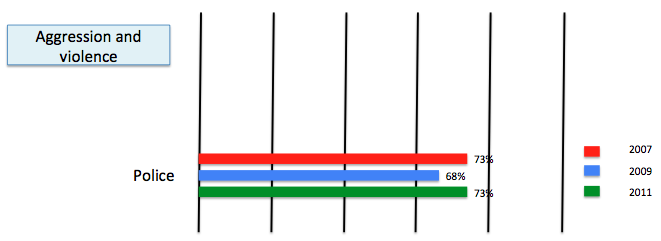 Aggression and
violence
73%
2007
Police
68%
2009
73%
2011